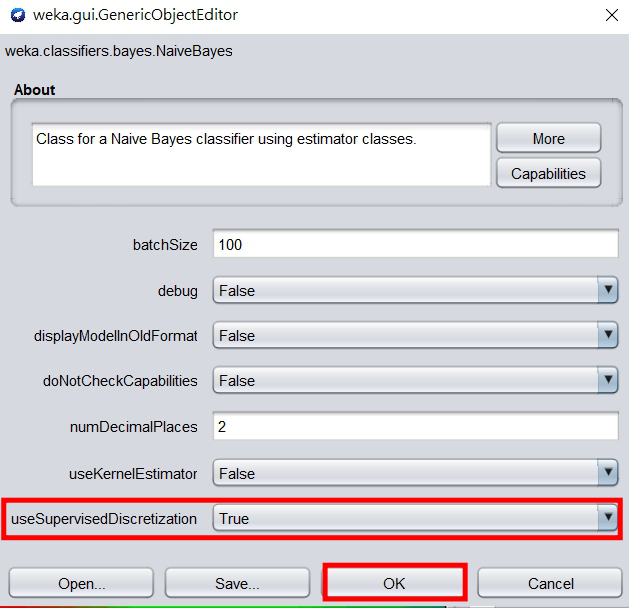 weka.gui.GenericObjectEditor
weka.classifiers.bayes.NaiveBayes
About
Class for a Naive Bayes classifier using estimator classes.
More
Capabilities
batchSize 100
debug False
displayModelInOldFormat False
doNotCheckCapabilities False
numDecimalPlaces 2
useKernelEstimator False
useSupervisedDiscretization True
Open... Save... OK Cancel